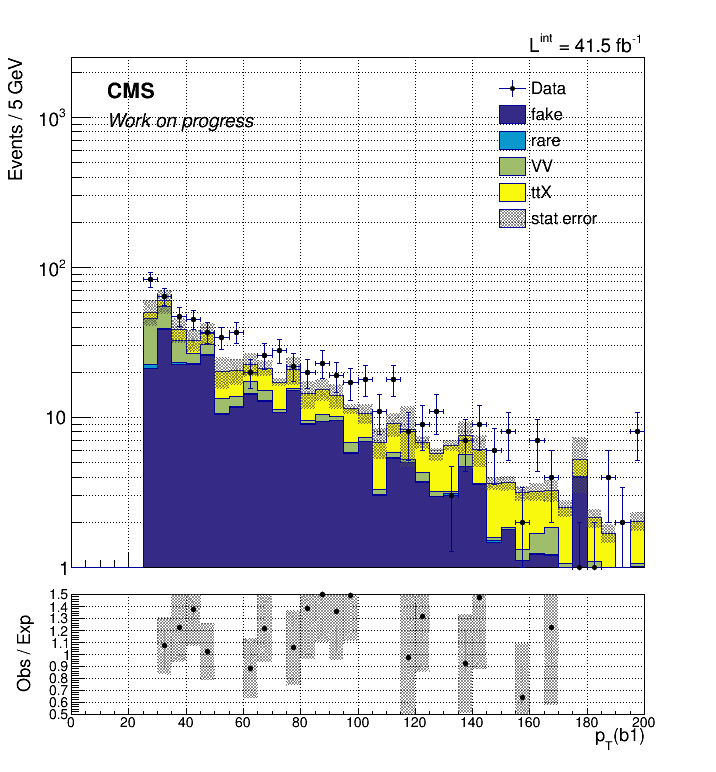 L^int = 41.5 fb^-1
Events / 5 GeV
CMS
Work on progress
Data
fake
rare
VV
ttX
stat.error
10^3
10^2
10
1
Obs / Exp
1.5
1.4
1.3
1.2
1.1
1
0.9
0.8
0.7
0.6
0.5
0 20 40 60 80 100 120 140 160 180 200
p_T(b1)